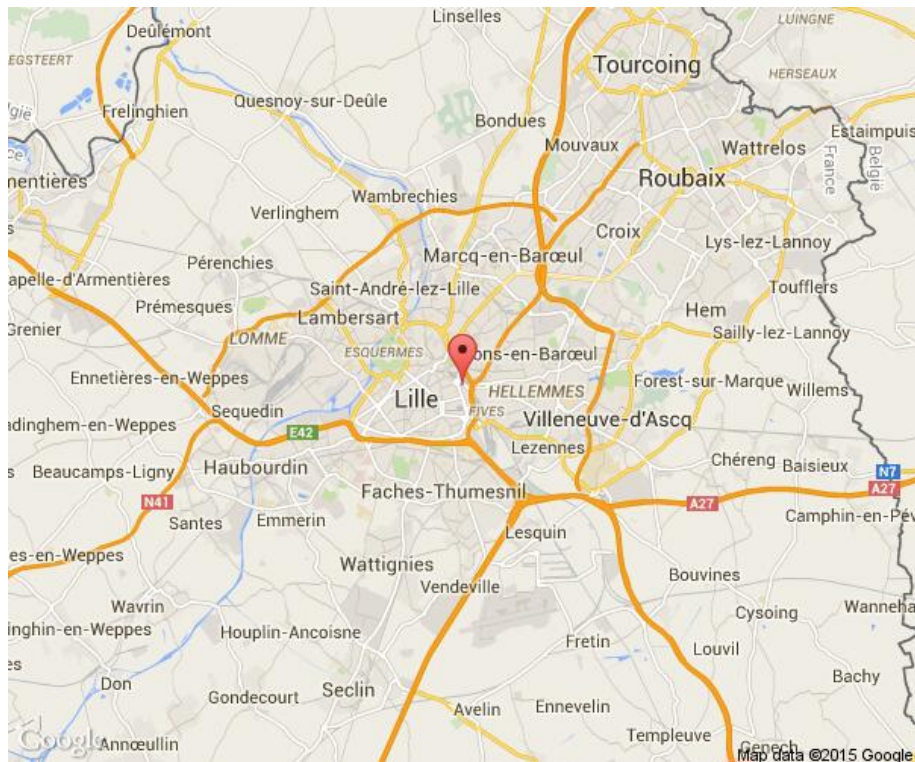 Linselles
LUINGNE
Deûlémont
EGSTEERT
Tourcoing
HERSEAUX
Quesnoy-sur-Deûle
Frelinghien
Bondues
Estaimpuis
Mouvaux
Wattrelos
France
België
Roubaix
mentières
Wambrechies
Verlinghem
Croix
Lys-lez-Lannoy
Marcq-en-Barœul
Pérenchies
apelle-d'Armentières
Saint-André-lez-Lille
Toufflers
Prémesques
Hem
Lambersart
Grenier
LOMME
Sailly-lez-Lannoy
ESQUERMES
ons-en-Barœul
Ennetières-en-Weppes
HELLEMMES
Forest-sur-Marque
Willems
Lille
Sequedin
FIVES
Villeneuve-d'Ascq
adinghem-en-Weppes
E42
Lezennes
Chéreng
Baisieux
Haubourdin
Beaucamps-Ligny
N7
A27
Faches-Thumesnil
N41
A27
Santes
Emmerin
Camphin-en-Pév
Lesquin
es-en-Weppes
Wattignies
Vendeville
Bouvines
Wavrin
Cysoing
Wanneha
inghin-en-Weppes
Houplin-Ancoisne
Fretin
Louvil
Don
Seclin
Bachy
Gondecourt
Avelin
Ennevelin
Templeuve
Google
Annœullin
Genech
Map data ©2015 Google